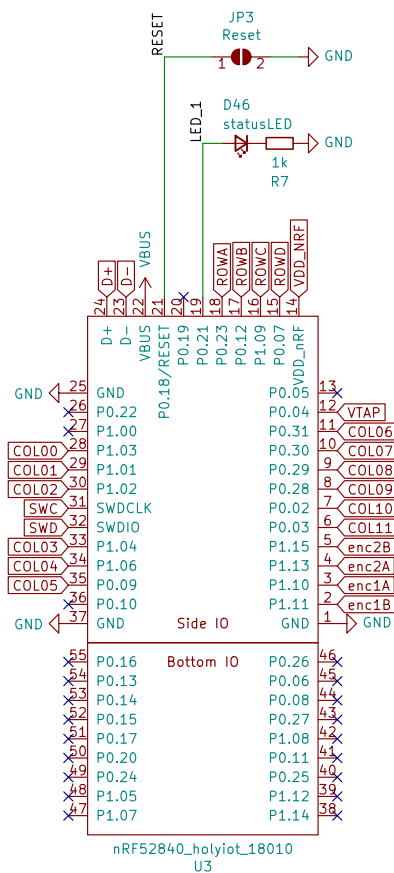 JP3
Reset
RESET
1 2 GND
D46
statusLED
LED_1
GND
1k
R7
D+
D-
VBUS
ROWA
ROWB
ROWC
ROWD
VDD_NRF
24
23
22
21
20
19
18
17
16
15
14
D+
D-
VBUS
P0.18/RESET
P0.19
P0.21
P0.23
P0.12
P1.09
P0.07
VDD_nRF
P0.05 13
GND 25 GND
P0.04 12 VTAP
26 P0.22
P0.31 11 COL06
27 P1.00
P0.30 10 COL07
COL00 28 P1.03
P0.29 9 COL08
COL01 29 P1.01
P0.28 8 COL09
COL02 30 P1.02
P0.02 7 COL10
SWC 31 SWDCLK
P0.03 6 COL11
SWD 32 SWDIO
P1.15 5 enc2B
COL03 33 P1.04
P1.13 4 enc2A
COL04 34 P1.06
P1.10 3 enc1A
COL05 35 P0.09
P1.11 2 enc1B
36 P0.10
GND 37 GND
Side IO
GND 1 GND
Bottom IO
55 P0.16 P0.26 46
54 P0.13 P0.06 45
53 P0.14 P0.08 44
52 P0.15 P0.27 43
51 P0.17 P1.08 42
50 P0.20 P0.11 41
49 P0.24 P0.25 40
48 P1.05 P1.12 39
47 P1.07 P1.14 38
nRF52840_holyiot_18010
U3